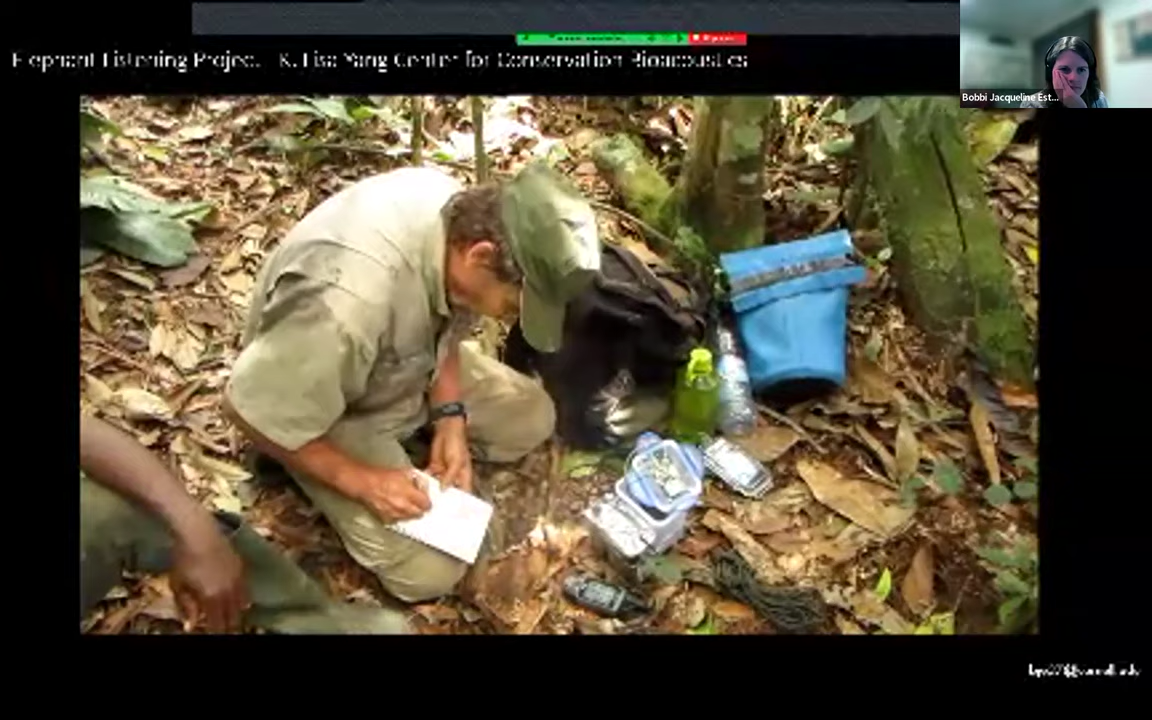 Elephant Listening Project K. Lisa Yang Center for Conservation Bioacoustics
Bobbi Jacqueline Est...